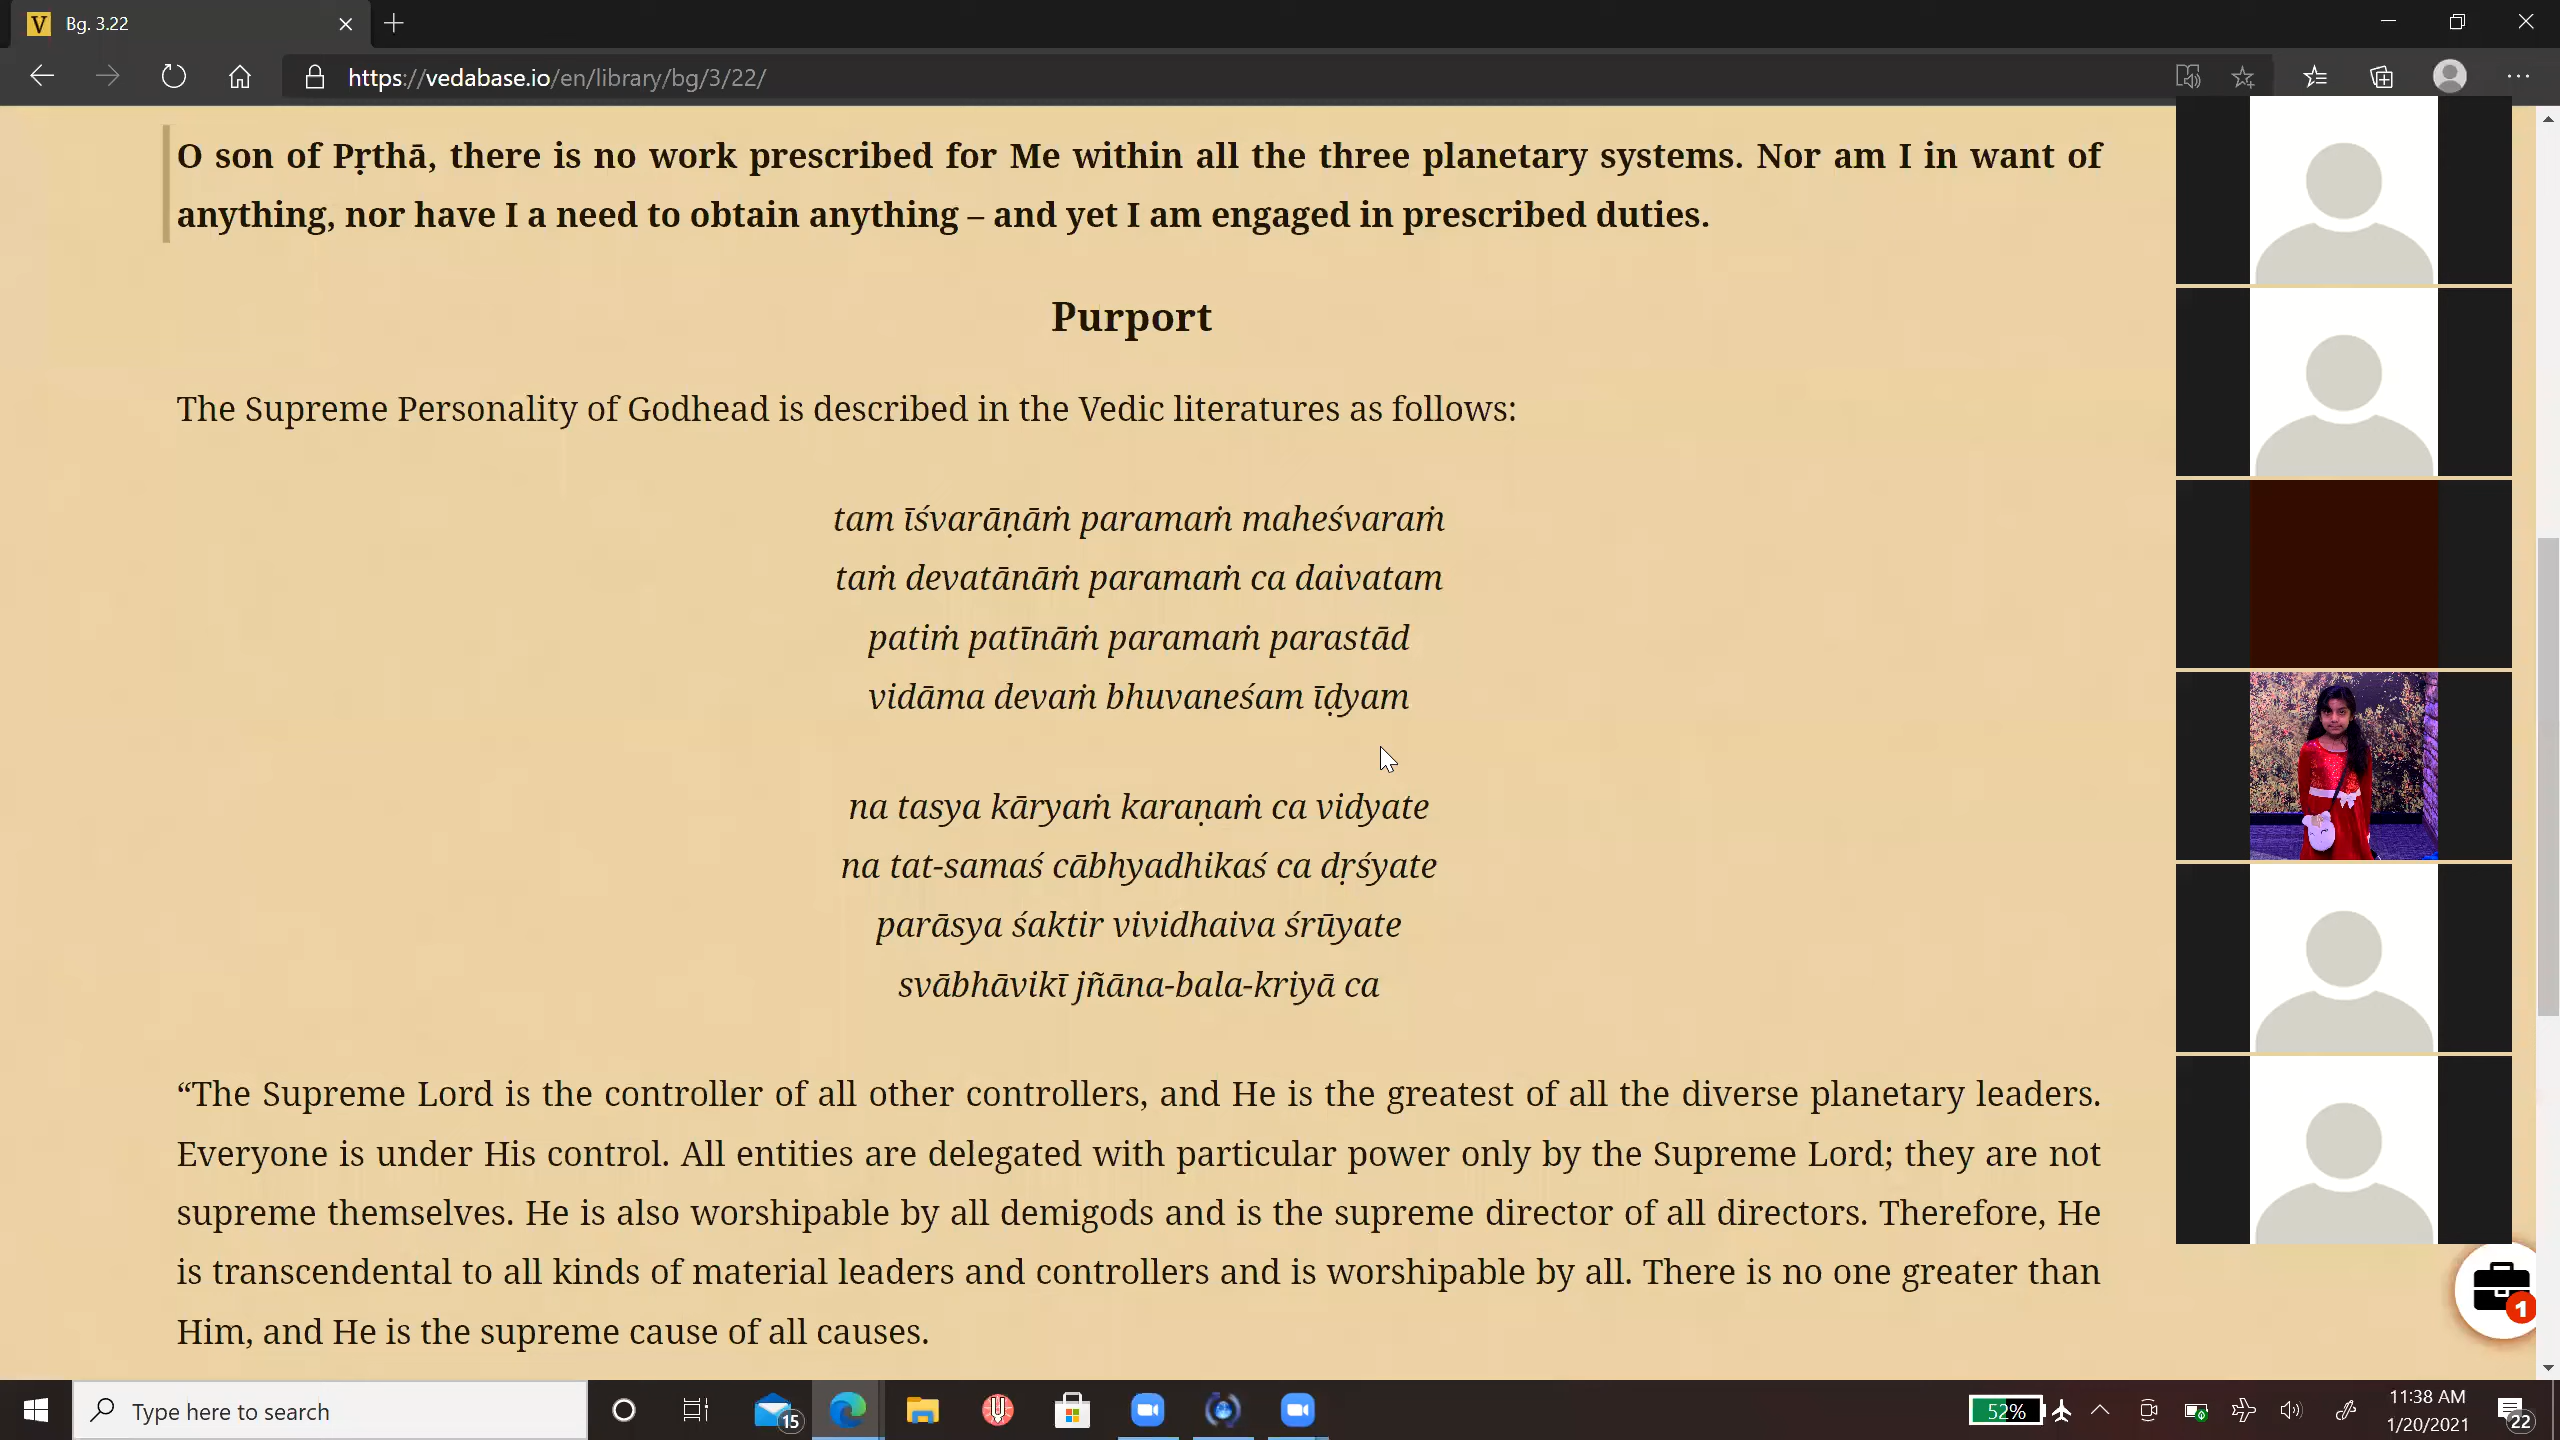 Bg. 3.22
https://vedabase.io/en/library/bg/3/22/
O son of Pṛthā, there is no work prescribed for Me within all the three planetary systems. Nor am I in want of
anything, nor have I a need to obtain anything – and yet I am engaged in prescribed duties.
Purport
The Supreme Personality of Godhead is described in the Vedic literatures as follows:
tam īśvarāṇāṁ paramaṁ maheśvaraṁ
taṁ devatānāṁ paramaṁ ca daivatam
patiṁ patīnāṁ paramaṁ parastād
vidāma devaṁ bhuvaneśam īḍyam
na tasya kāryaṁ karaṇaṁ ca vidyate
na tat-samaś cābhyadhikaś ca dṛśyate
parāsya śaktir vividhaiva śrūyate
svābhāvikī jñāna-bala-kriyā ca
“The Supreme Lord is the controller of all other controllers, and He is the greatest of all the diverse planetary leaders.
Everyone is under His control. All entities are delegated with particular power only by the Supreme Lord; they are not
supreme themselves. He is also worshipable by all demigods and is the supreme director of all directors. Therefore, He
is transcendental to all kinds of material leaders and controllers and is worshipable by all. There is no one greater than
Him, and He is the supreme cause of all causes.
1
Type here to search
15
52%
11:38 AM
1/20/2021
22